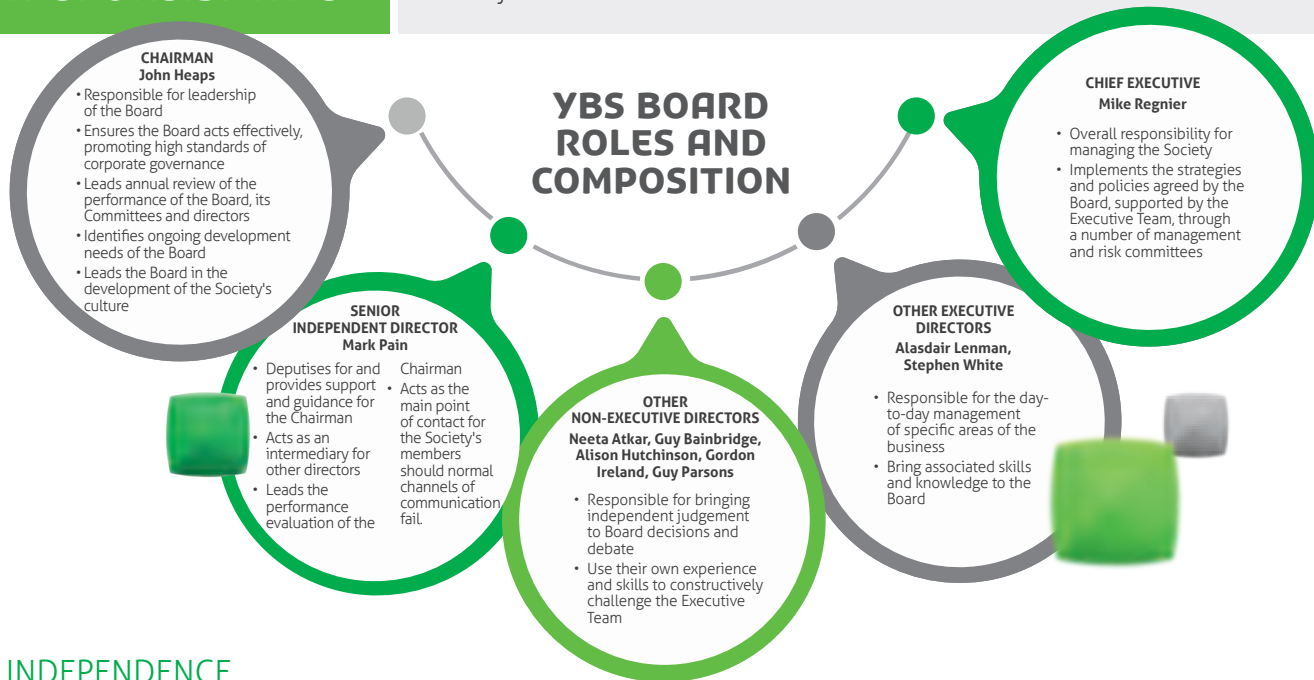 YBS BOARD
ROLES AND
COMPOSITION
CHAIRMAN
John Heaps
• Responsible for leadership
of the Board
• Ensures the Board acts effectively,
promoting high standards of
corporate governance
• Leads annual review of the
performance of the Board, its
Committees and directors
• Identifies ongoing development
needs of the Board
• Leads the Board in the
development of the Society's
culture
SENIOR
INDEPENDENT DIRECTOR
Mark Pain
• Deputises for and
provides support
and guidance for
the Chairman
• Acts as an
intermediary for
other directors
• Leads the
performance
evaluation of the
Chairman
• Acts as the
main point
of contact for
the Society's
members
should normal
channels of
communication
fail.
OTHER
NON-EXECUTIVE DIRECTORS
Neeta Atkar, Guy Bainbridge,
Alison Hutchinson, Gordon
Ireland, Guy Parsons
• Responsible for bringing
independent judgement
to Board decisions and
debate
• Use their own experience
and skills to constructively
challenge the Executive
Team
OTHER EXECUTIVE
DIRECTORS
Alasdair Lenman,
Stephen White
• Responsible for the day-
to-day management
of specific areas of the
business
• Bring associated skills
and knowledge to the
Board
CHIEF EXECUTIVE
Mike Regnier
• Overall responsibility for
managing the Society
• Implements the strategies
and policies agreed by the
Board, supported by the
Executive Team, through
a number of management
and risk committees
INDEPENDENCE